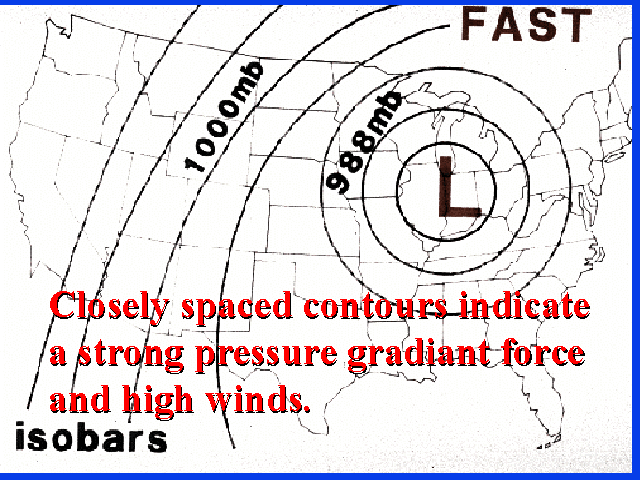 FAST
1000mb
988mb
L
Closely spaced contours indicate
a strong pressure gradiant force
and high winds.
isobars